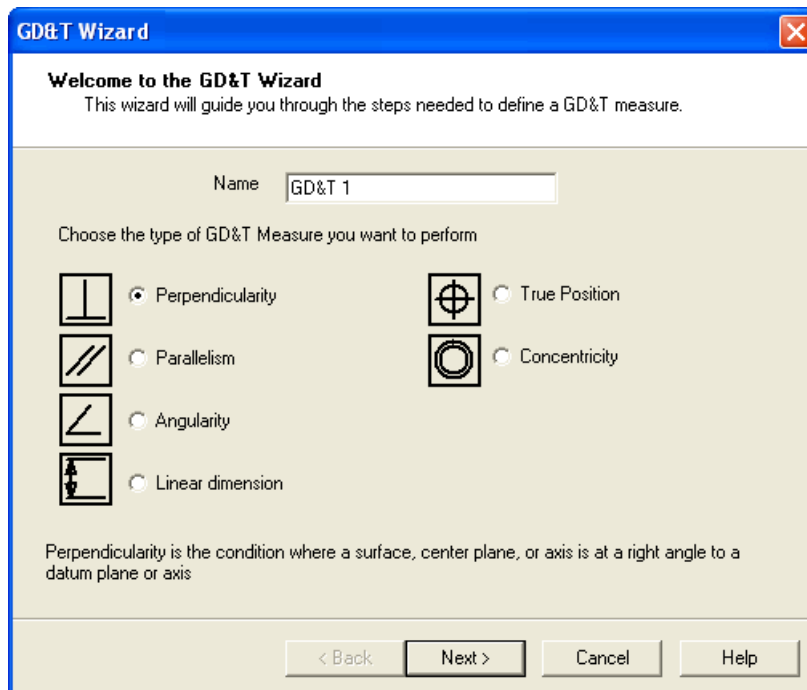 GD&T Wizard
Welcome to the GD&T Wizard
This wizard will guide you through the steps needed to define a GD&T measure.
Name GD&T 1
Choose the type of GD&T Measure you want to perform
Perpendicularity
True Position
Parallelism
Concentricity
Angularity
Linear dimension
Perpendicularity is the condition where a surface, center plane, or axis is at a right angle to a
datum plane or axis
< Back Next > Cancel Help